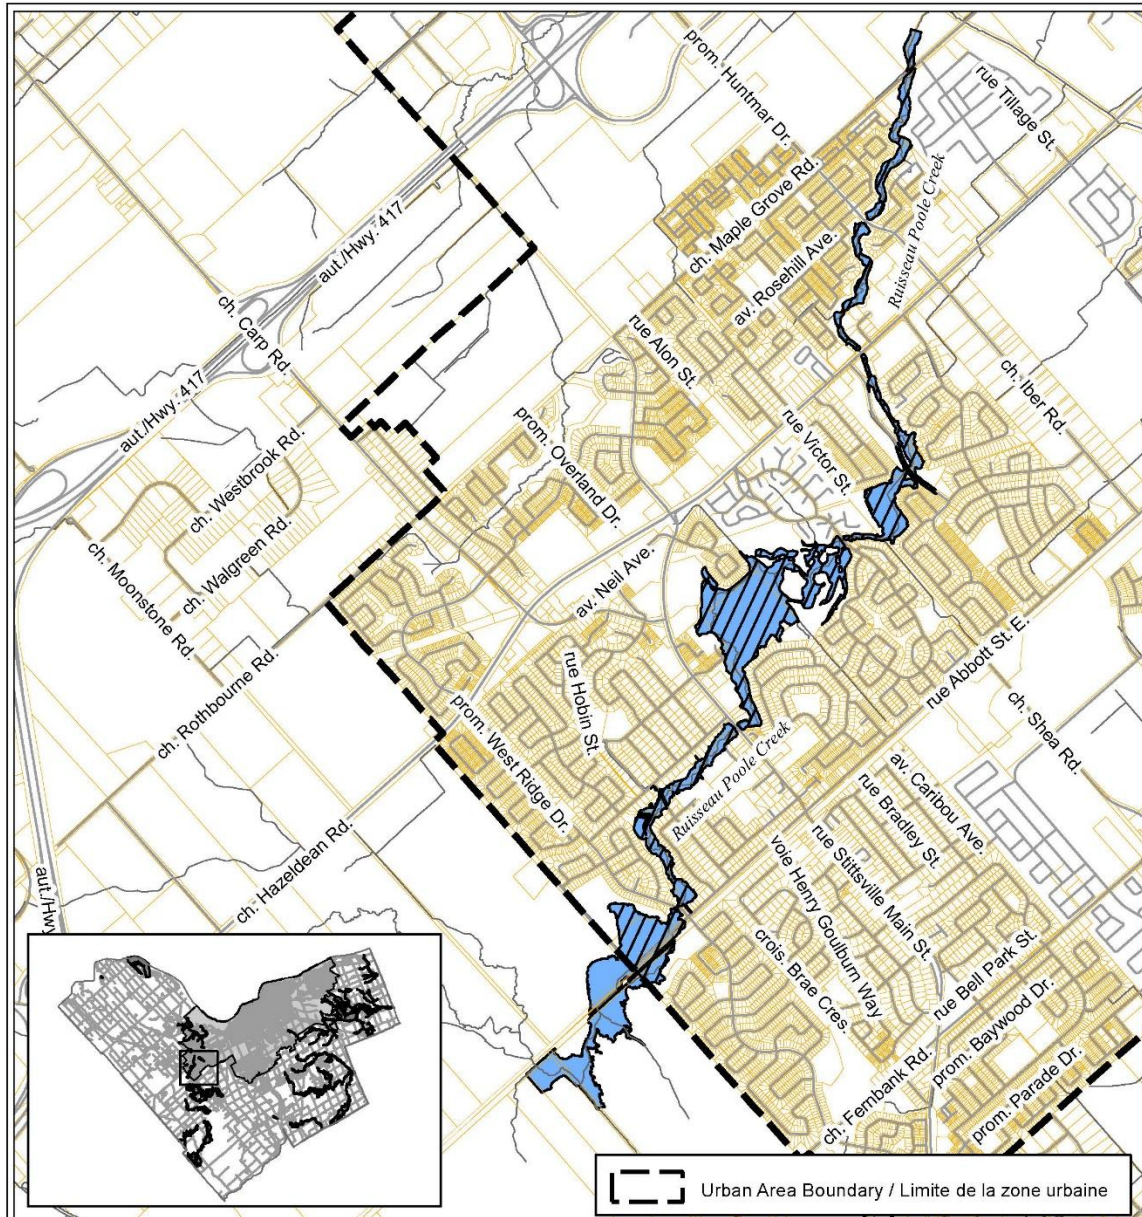 prom. Huntmar Dr.
rue Tillage St.
ch. Maple Grove Rd.
Ruisseau Poole Creek
aut./Hwy. 417
av. Rosehill Ave.
ch. Carp Rd.
rue Alon St.
ch. Iber Rd.
aut./Hwy. 417
ch. Westbrook Rd.
prom. Overland Dr.
rue Victor St.
ch. Walgreen Rd.
ch. Moonstone Rd.
av. Neil Ave.
rue Abbott St. E.
ch. Rothbourne Rd.
rue Hobin St.
ch. Shea Rd.
prom. West Ridge Dr.
Ruisseau Poole Creek
av. Caribou Ave.
rue Bradley St.
rue Stittsville Main St.
voie Henry Goulburn Way
ch. Hazeldean Rd.
aut./Hwy
crois. Brae Cres.
rue Bell Park St.
prom. Baywood Dr.
ch. Fernbank Rd.
prom. Parade Dr.
Urban Area Boundary / Limite de la zone urbaine